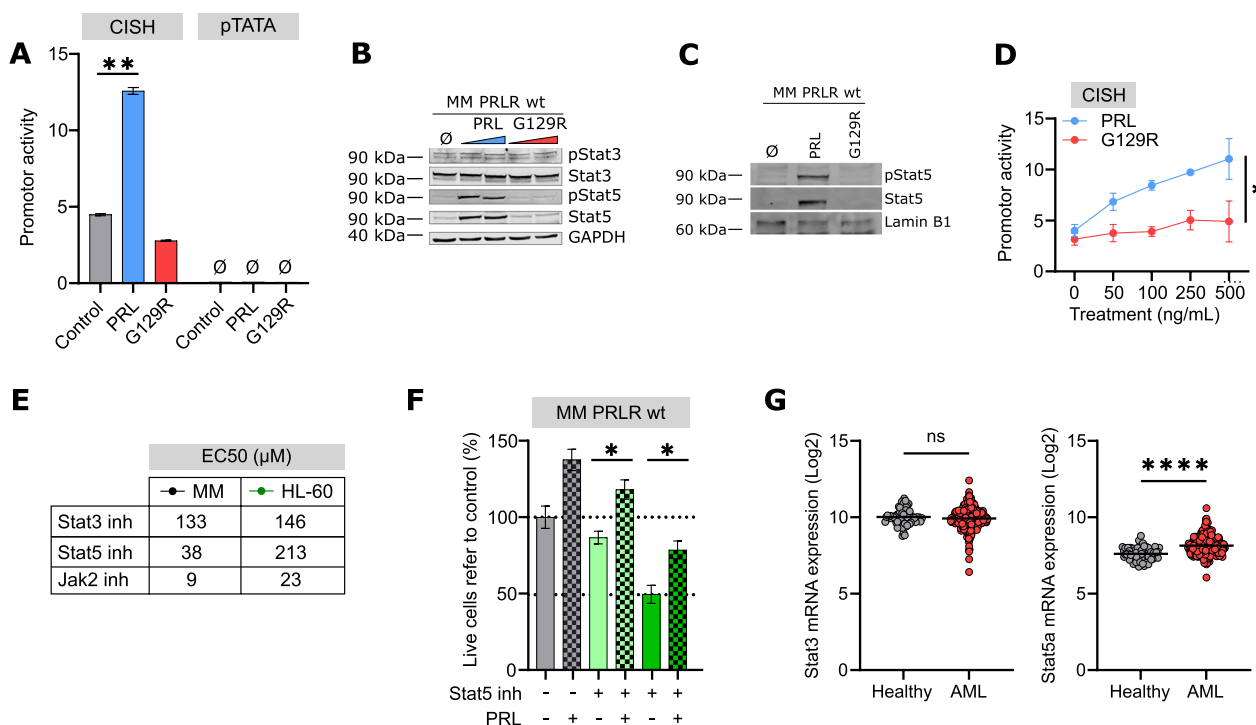 A
CISH
pTATA
Promotor activity
15
10
5
0
**
Ø Ø Ø
Control
PRL
G129R
Control
PRL
G129R
B
MM PRLR wt
PRL G129R
Ø
90 kDa pStat3
90 kDa Stat3
90 kDa pStat5
90 kDa Stat5
40 kDa GAPDH
C
MM PRLR wt
Ø
PRL
G129R
90 kDa pStat5
90 kDa Stat5
60 kDa Lamin B1
D
CISH
PRL
G129R
Promotor activity
15
10
5
0
0 50 100 250 500
Treatment (ng/mL)
E
EC50 (µM)
MM HL-60
Stat3 inh 133 146
Stat5 inh 38 213
Jak2 inh 9 23
F
MM PRLR wt
Live cells refer to control (%)
150
100
50
0
* *
Stat5 inh - - + + + +
PRL - + - + - +
G
Stat3 mRNA expression (Log2)
15
10
5
0
ns
Healthy AML
Stat5a mRNA expression (Log2)
15
10
5
0
****
Healthy AML